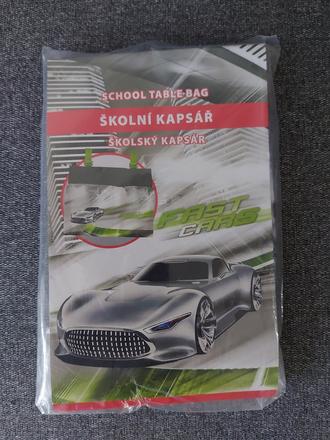 SCHOOL TABLE-BAG
ŠKOLNÍ KAPSÁŘ
ŠKOLSKÝ KAPSÁR
FAST
CARS